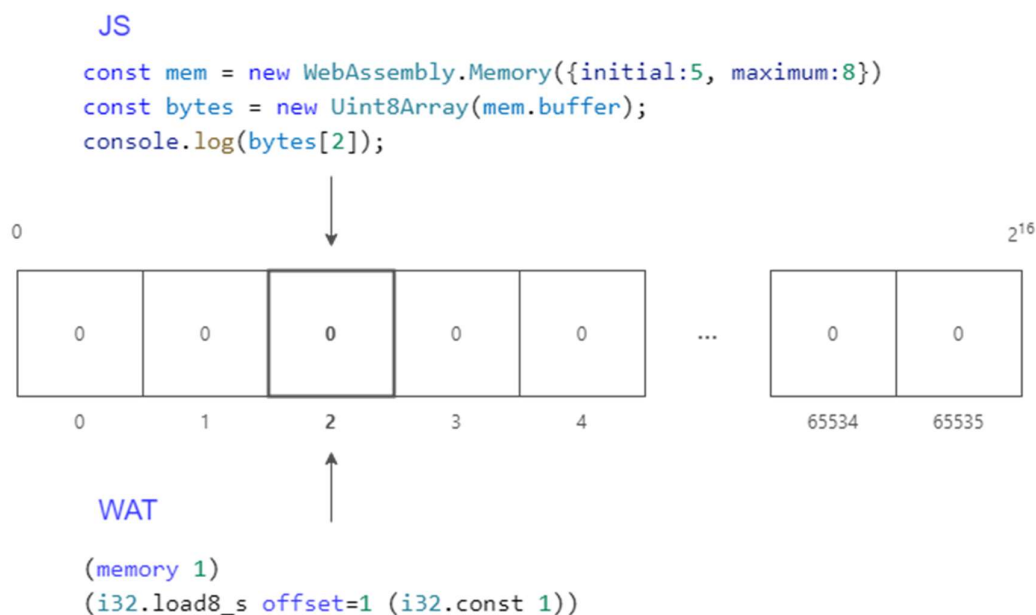 JS
const mem = new WebAssembly.Memory({initial:5, maximum:8})
const bytes = new Uint8Array(mem.buffer);
console.log(bytes[2]);
0 2¹⁶
0 0 0 0 0 ... 0 0
0 1 2 3 4 65534 65535
WAT
(memory 1)
(i32.load8_s offset=1 (i32.const 1))